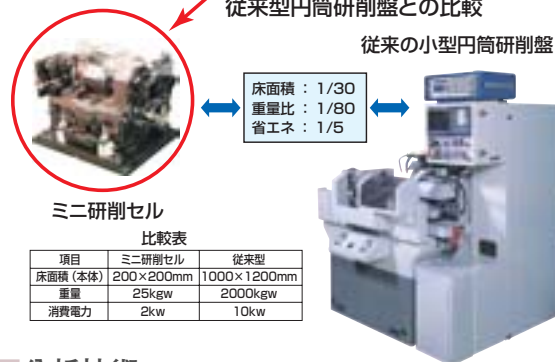 従来型円筒研削盤との比較
従来の小型円筒研削盤
床面積 : 1/30
重量比 : 1/80
省エネ : 1/5
ミニ研削セル
比較表
項目 ミニ研削セル 従来型
床面積(本体) 200×200mm 1000×1200mm
重量 25kgw 2000kgw
消費電力 2kw 10kw